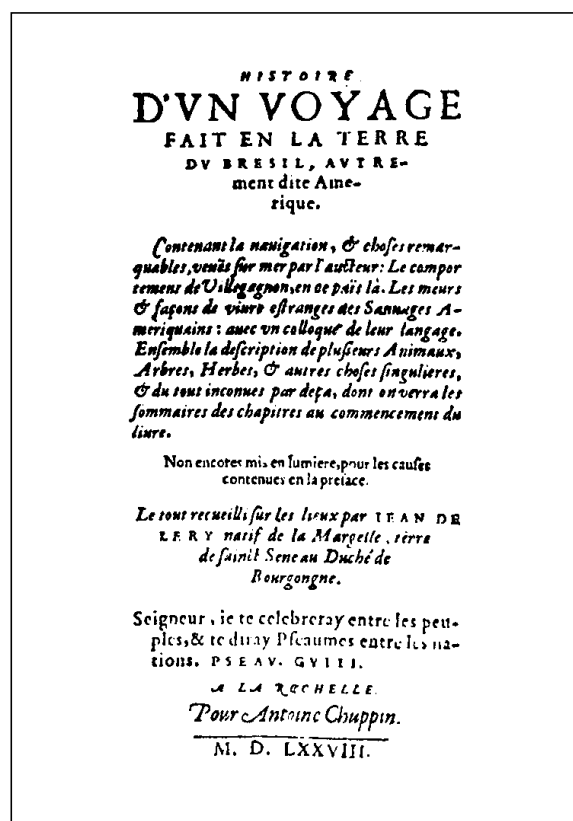 HISTOIRE
D'VN VOYAGE
FAIT EN LA TERRE
DV BRESIL, AVTRE-
ment dite Ame-
rique.
Contenant la nauigation, & choses remar-
quables, veuës sur mer par l'aucteur: Le compor
temens de Villegagnon, en ce païs là. Les meurs
& façons de viure estranges des Sauuages A-
meriquains: auec vn colloque de leur langage.
Ensemble la description de plusieurs Animaux,
Arbres, Herbes, & autres choses singulieres,
& du tout inconues par deça, dont on verra les
sommaires des chapitres au commencement du
liure.
Non encores mis en lumiere, pour les causes
contenues en la preface.
Le tout recueilli sur les lieux par IEAN DE
LERY natif de la Margelle, terre
de sainct Sene au Duché de
Bourgongne.
Seigneur, ie te celebreray entre les peu-
ples, & te diray Pseaumes entre les na-
tions. PSEAV. CVIII.
A LA ROCHELLE.
Pour Antoine Chuppin.
M. D. LXXVIII.